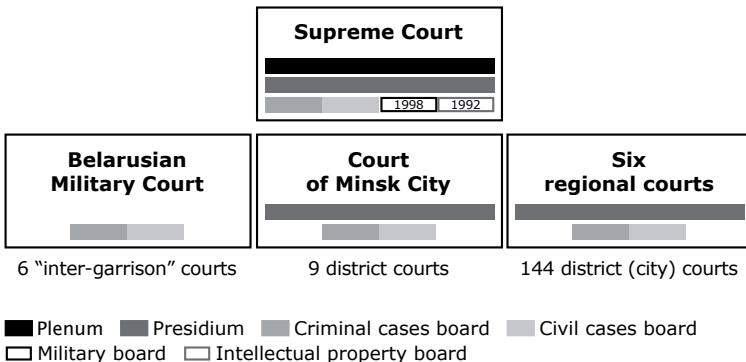 Supreme Court
1998 1992
Belarusian
Military Court
Court
of Minsk City
Six
regional courts
6 “inter-garrison” courts
9 district courts
144 district (city) courts
Plenum Presidium Criminal cases board Civil cases board
Military board Intellectual property board